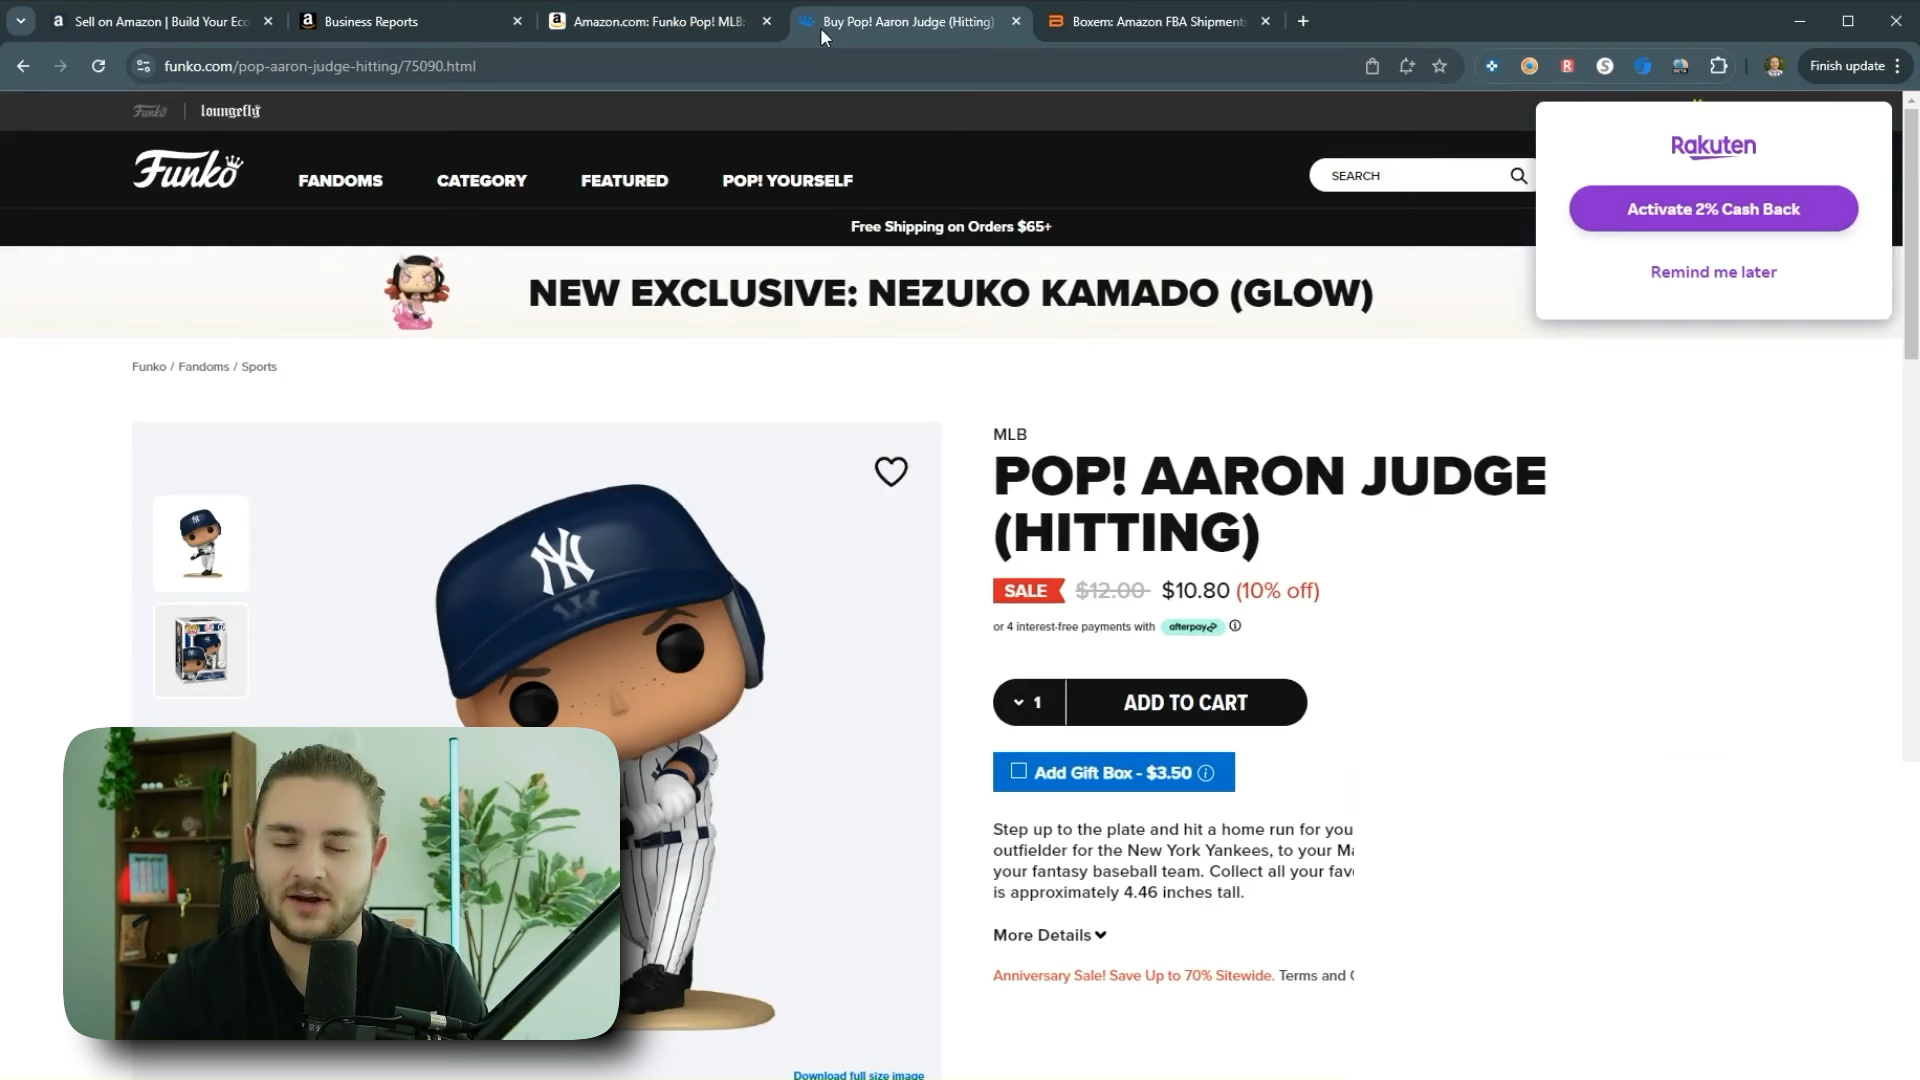 Sell on Amazon | Build Your Eco
Business Reports
Amazon.com: Funko Pop! MLB:
Buy Pop! Aaron Judge (Hitting)
Boxem: Amazon FBA Shipments
funko.com/pop-aaron-judge-hitting/75090.html
Finish update
Funko
loungefly
Funko
FANDOMS
CATEGORY
FEATURED
POP! YOURSELF
SEARCH
Rakuten
Activate 2% Cash Back
Remind me later
Free Shipping on Orders $65+
NEW EXCLUSIVE: NEZUKO KAMADO (GLOW)
Funko / Fandoms / Sports
MLB
POP! AARON JUDGE
(HITTING)
SALE $12.00 $10.80 (10% off)
or 4 interest-free payments with afterpay
1 ADD TO CART
Add Gift Box - $3.50
Step up to the plate and hit a home run for you
outfielder for the New York Yankees, to your Ma
your fantasy baseball team. Collect all your fav
is approximately 4.46 inches tall.
More Details
Anniversary Sale! Save Up to 70% Sitewide. Terms and
Download full size image